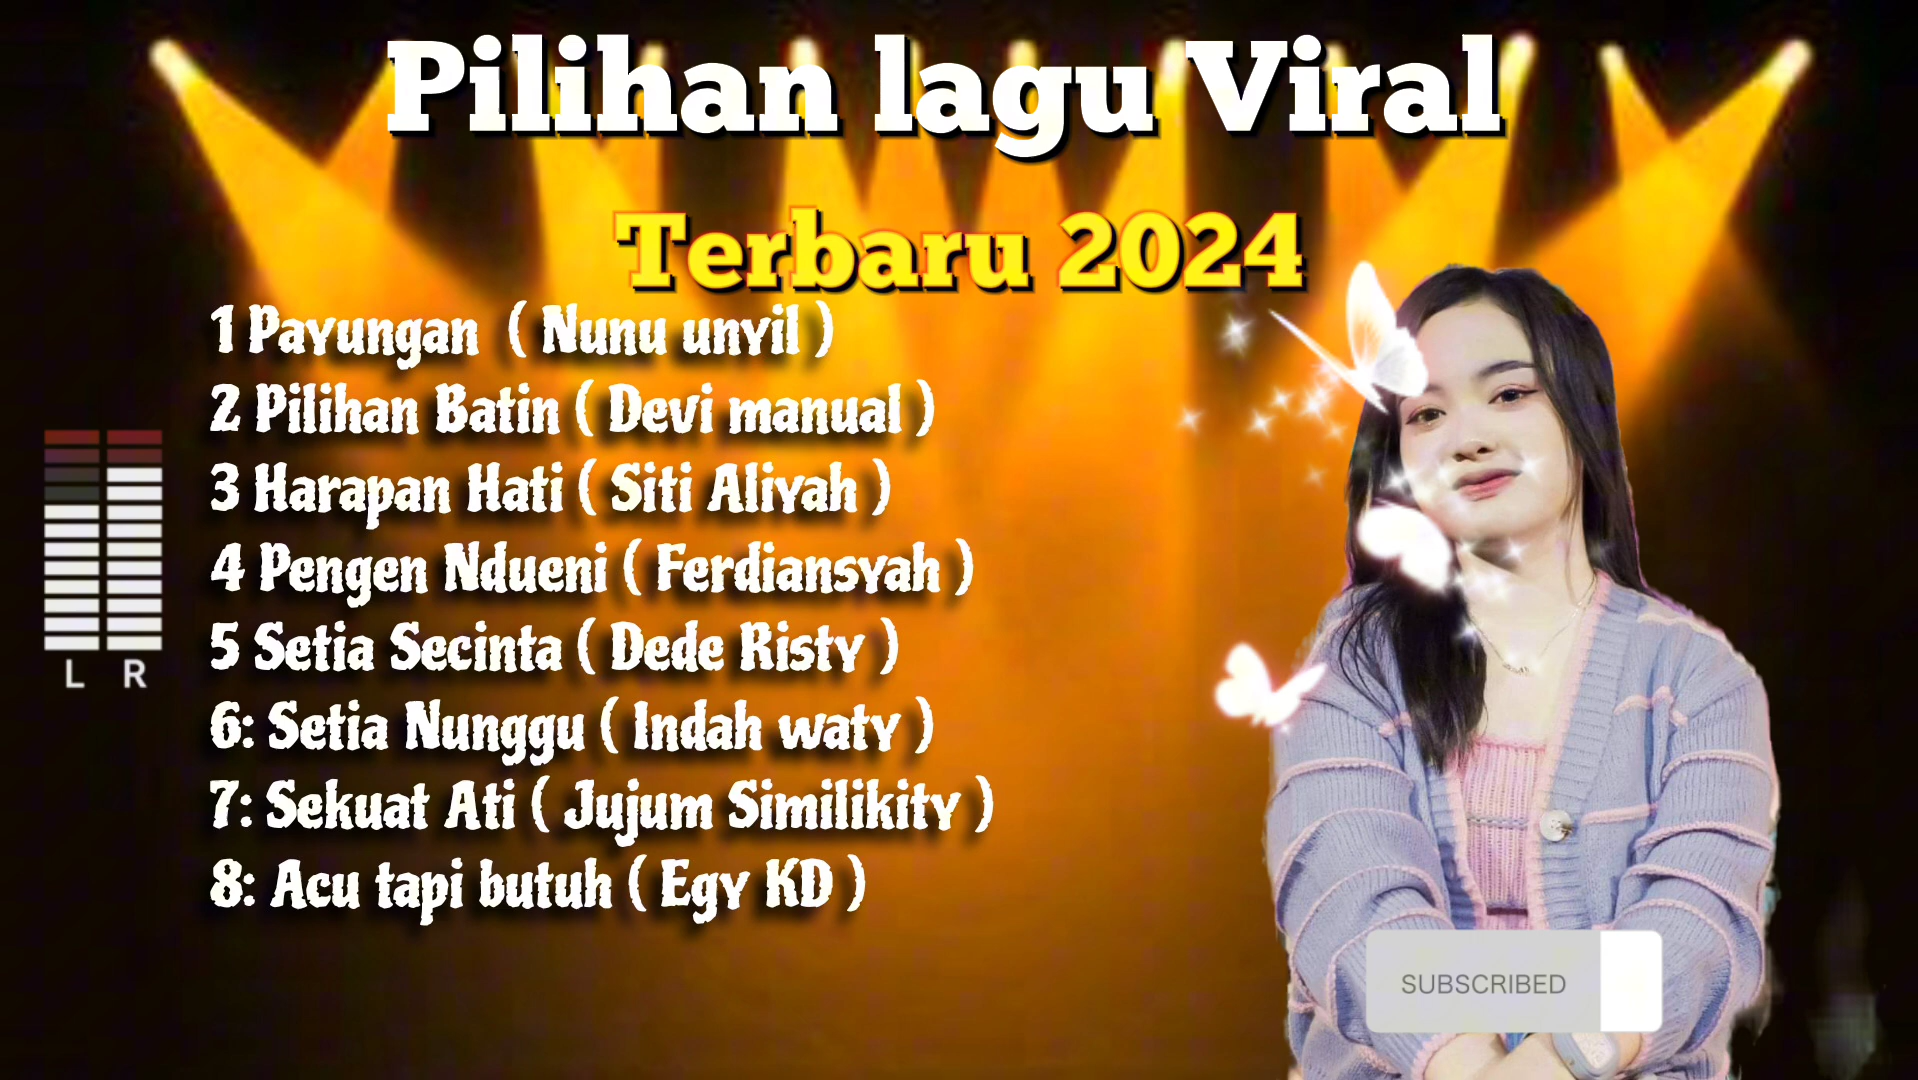 Pilihan lagu Viral
Terbaru 2024
1 Payungan ( Nunu unyil )
2 Pilihan Batin ( Devi manual )
3 Harapan Hati ( Siti Aliyah )
4 Pengen Ndueni ( Ferdiansyah )
5 Setia Secinta ( Dede Risty )
6: Setia Nunggu ( Indah waty )
7: Sekuat Ati ( Jujum Similikity )
8: Acu tapi butuh ( Egy KD )
L R
SUBSCRIBED